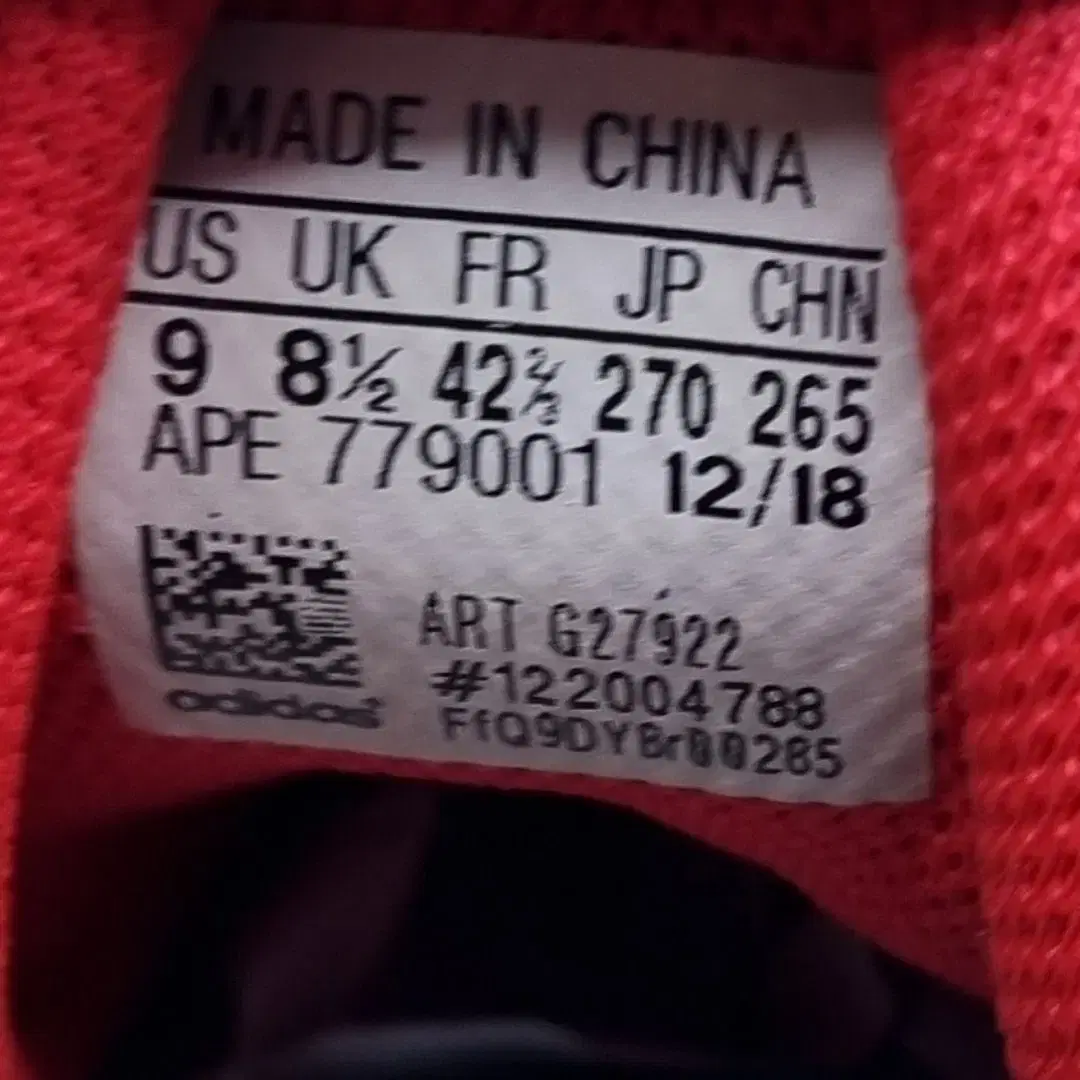 MADE IN CHINA
US UK FR JP CHN
9 8½ 42⅔ 270 265
APE 779001 12/18
ART G27922
#122004788
FfQ9DYBr00285
adidas